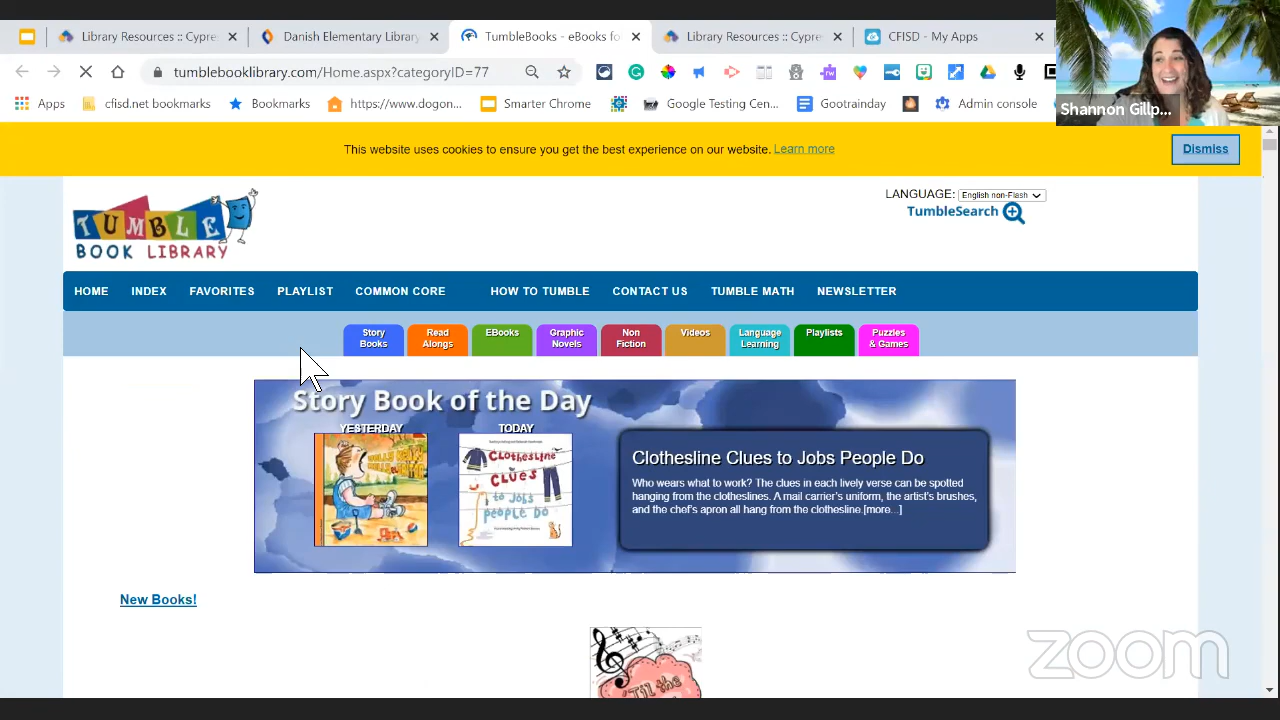 Library Resources :: Cypre
Danish Elementary Library
TumbleBooks - eBooks fo
Library Resources :: Cypre
CFISD - My Apps
tumblebooklibrary.com/Home.aspx?categoryID=77
Apps
cfisd.net bookmarks
Bookmarks
https://www.dogon...
Smarter Chrome
Google Testing Cen...
Gootrainday
Admin console
Shannon Gillp...
This website uses cookies to ensure you get the best experience on our website. Learn more
Dismiss
TUMBLE
BOOK LIBRARY
LANGUAGE: English non-Flash
TumbleSearch
HOME INDEX FAVORITES PLAYLIST COMMON CORE HOW TO TUMBLE CONTACT US TUMBLE MATH NEWSLETTER
Story
Books
Read
Alongs
EBooks
Graphic
Novels
Non
Fiction
Videos
Language
Learning
Playlists
Puzzles
& Games
Story Book of the Day
YESTERDAY
TODAY
CLOTHESLINE
CLUES
to JOBS
PEOPLE DO
Clothesline Clues to Jobs People Do
Who wears what to work? The clues in each lively verse can be spotted
hanging from the clotheslines. A mail carrier's uniform, the artist's brushes,
and the chef's apron all hang from the clothesline.[more...]
New Books!
'Til the
zoom